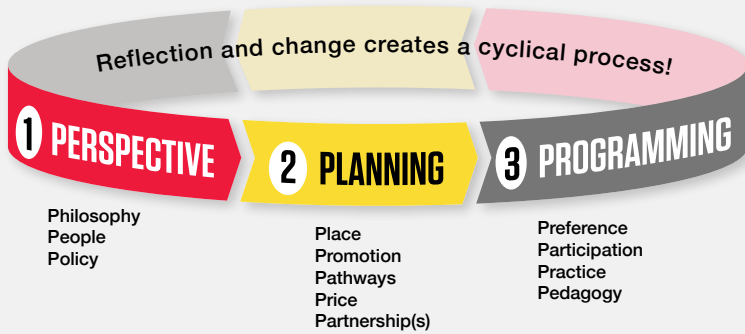 Reflection and change creates a cyclical process!
1 PERSPECTIVE
2 PLANNING
3 PROGRAMMING
Philosophy
People
Policy
Place
Promotion
Pathways
Price
Partnership(s)
Preference
Participation
Practice
Pedagogy